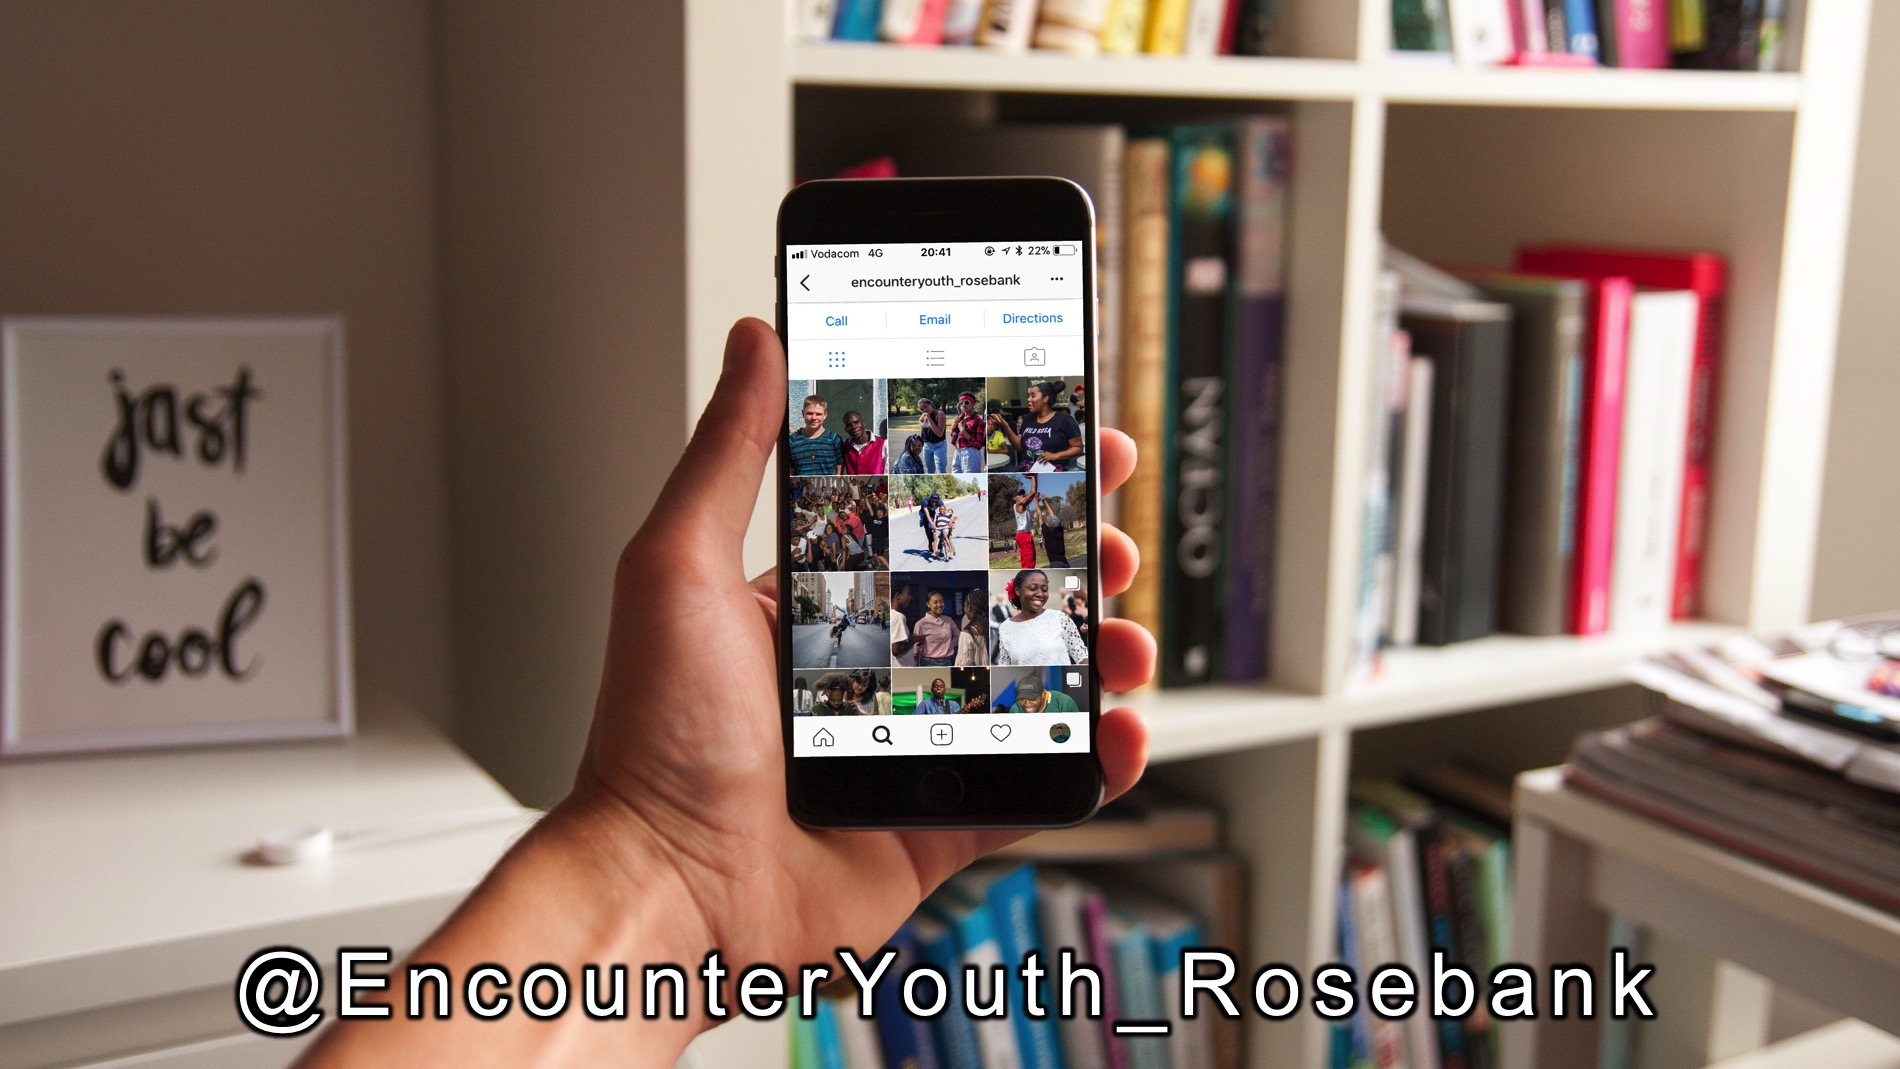 Vodacom 4G 20:41 22%
encounteryouth_rosebank
Call Email Directions
just
be
cool
OCEAN
@EncounterYouth_Rosebank